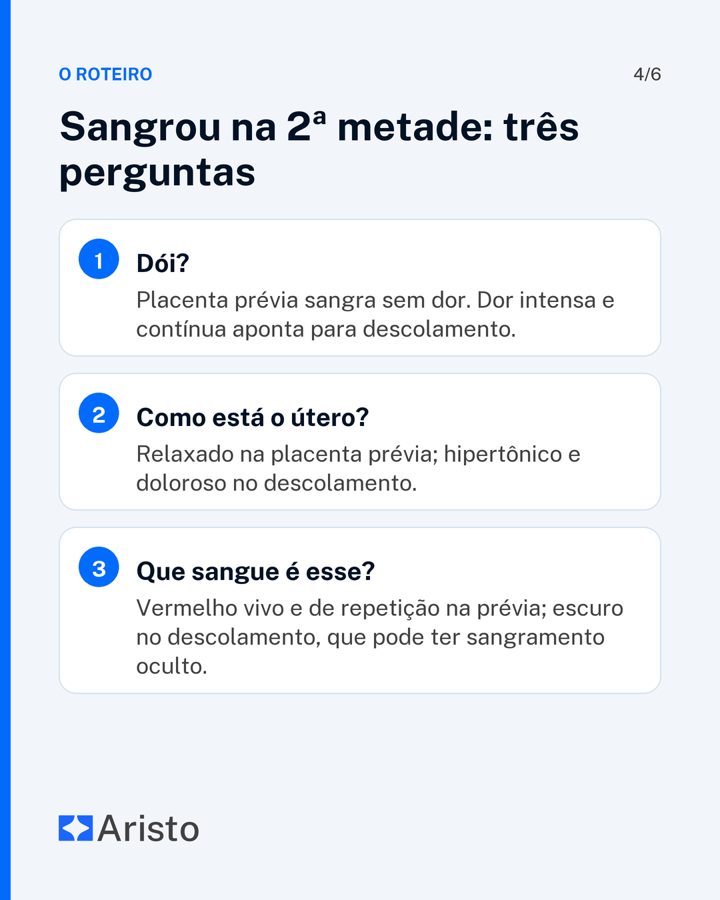 O ROTEIRO
4/6
Sangrou na 2ª metade: três
perguntas
1
Dói?
Placenta prévia sangra sem dor. Dor intensa e
contínua aponta para descolamento.
2
Como está o útero?
Relaxado na placenta prévia; hipertônico e
doloroso no descolamento.
3
Que sangue é esse?
Vermelho vivo e de repetição na prévia; escuro
no descolamento, que pode ter sangramento
oculto.
Aristo